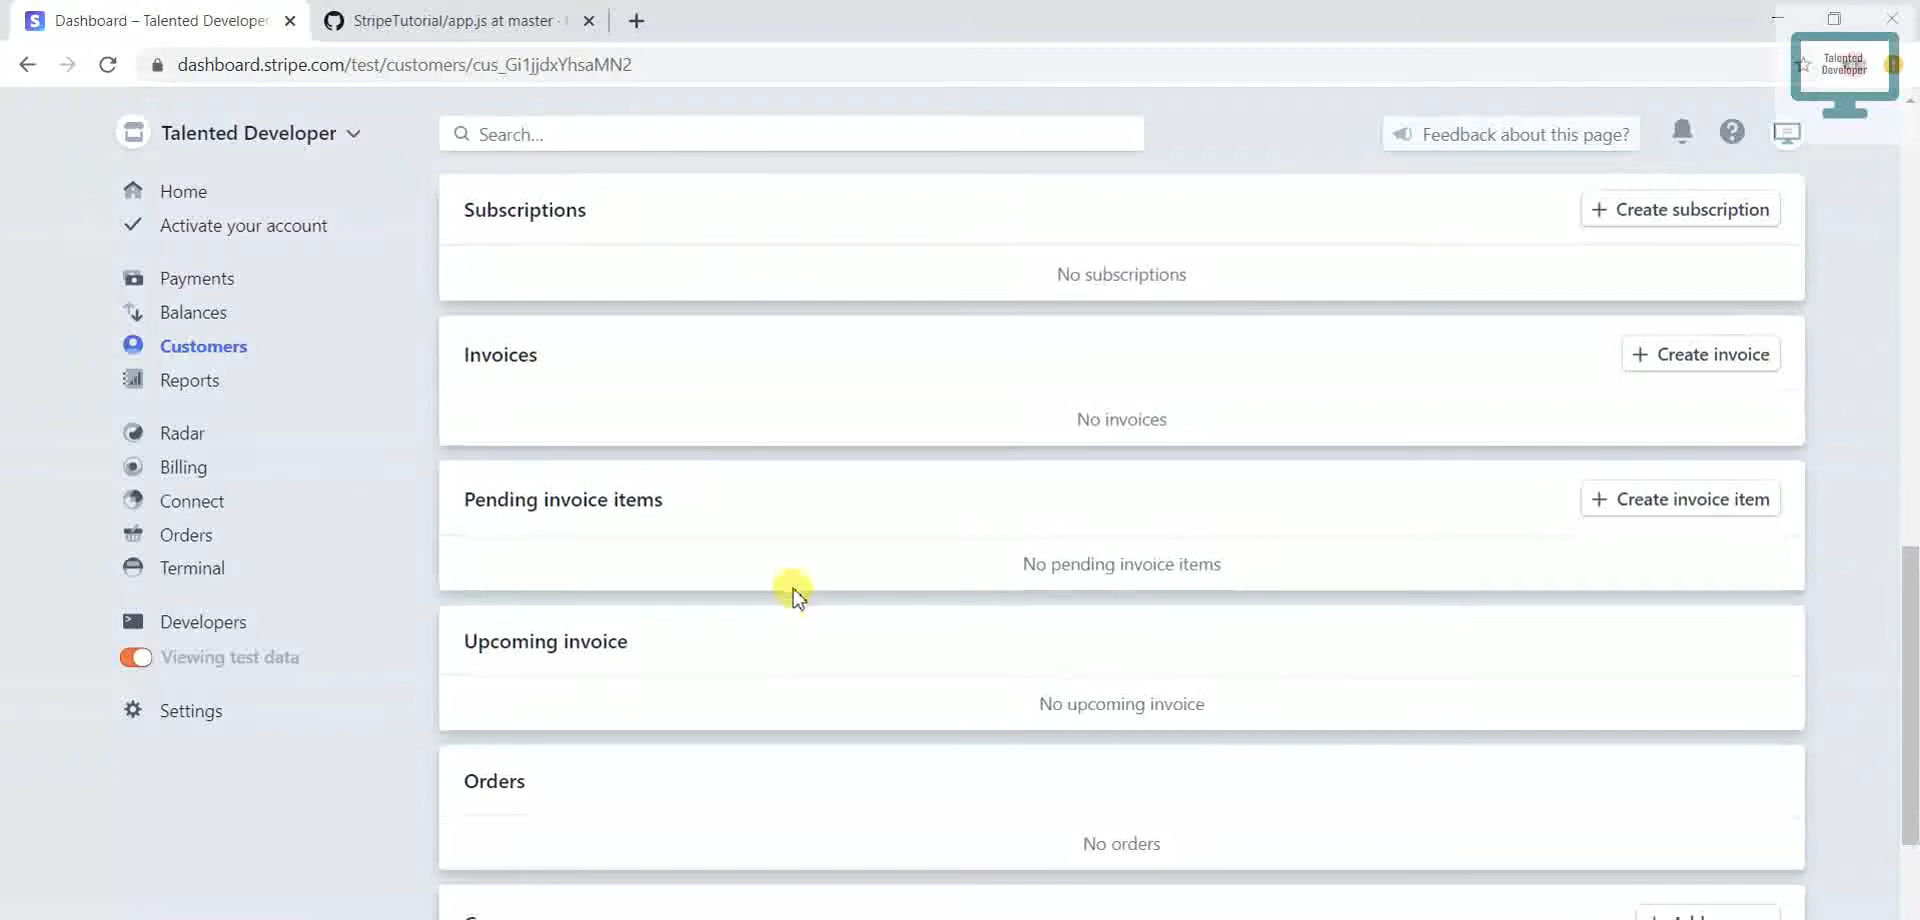 Dashboard – Talented Developer
StripeTutorial/app.js at master ·
dashboard.stripe.com/test/customers/cus_Gi1jjdxYhsaMN2
Talented
Developer
Talented Developer
Search...
Feedback about this page?
Home
Activate your account
Payments
Balances
Customers
Reports
Radar
Billing
Connect
Orders
Terminal
Developers
Viewing test data
Settings
Subscriptions
+ Create subscription
No subscriptions
Invoices
+ Create invoice
No invoices
Pending invoice items
+ Create invoice item
No pending invoice items
Upcoming invoice
No upcoming invoice
Orders
No orders